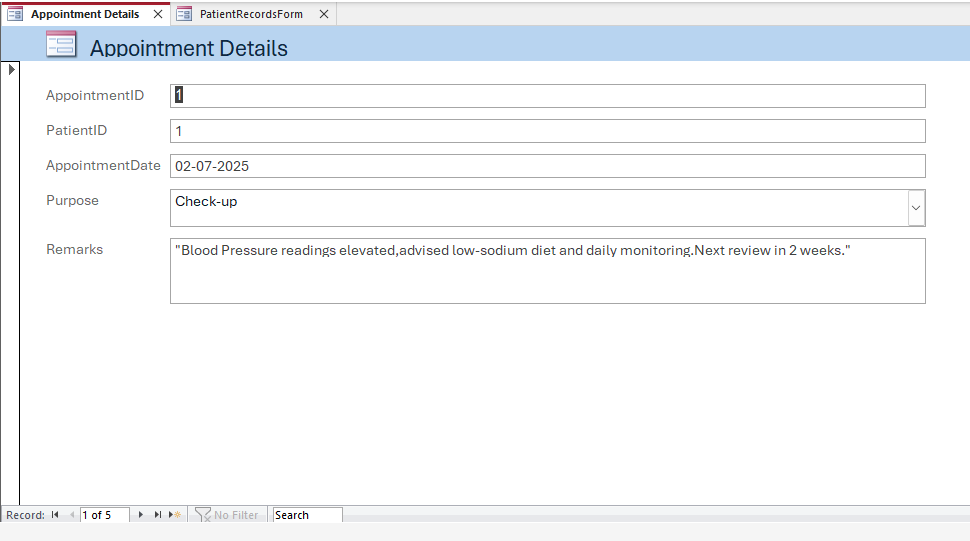 Appointment Details PatientRecordsForm
Appointment Details
AppointmentID 1
PatientID 1
AppointmentDate 02-07-2025
Purpose Check-up
Remarks "Blood Pressure readings elevated,advised low-sodium diet and daily monitoring.Next review in 2 weeks."
Record: 1 of 5 No Filter Search